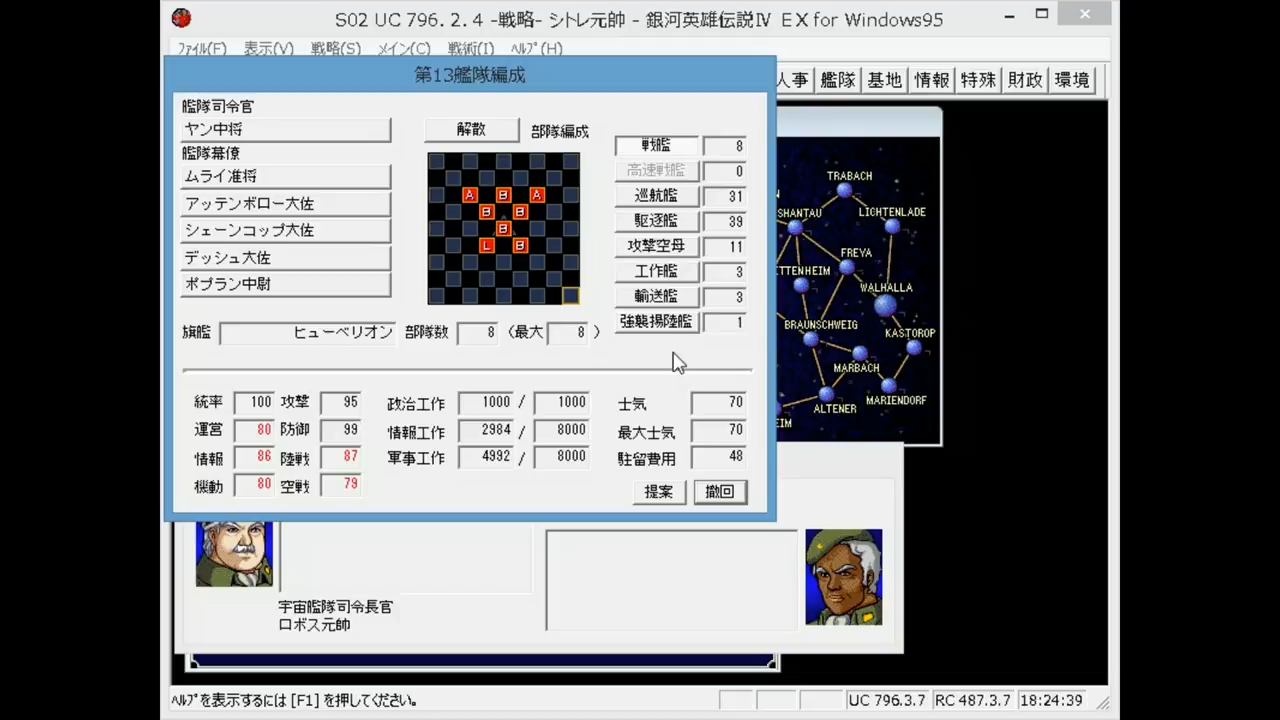 S02 UC 796. 2. 4 -戦略- シトレ元帥 - 銀河英雄伝説Ⅳ EX for Windows95
ﾌｧｲﾙ(F) 表示(V) 戦略(S) ﾒｲﾝ(C) 戦術(I) ﾍﾙﾌﾟ(H)
人事 艦隊 基地 情報 特殊 財政 環境
第13艦隊編成
艦隊司令官
ヤン中将
艦隊幕僚
ムライ准将
アッテンボロー大佐
シェーンコップ大佐
デッシュ大佐
ポプラン中尉
解散 部隊編成
A B A
B B
B
L B
戦艦 8
高速戦艦 0
巡航艦 31
駆逐艦 39
攻撃空母 11
工作艦 3
輸送艦 3
強襲揚陸艦 1
旗艦 ヒューベリオン 部隊数 8 (最大 8 )
統率 100 攻撃 95 政治工作 1000 / 1000 士気 70
運営 80 防御 99 情報工作 2984 / 8000 最大士気 70
情報 86 陸戦 87 軍事工作 4992 / 8000 駐留費用 48
機動 80 空戦 79
提案 撤回
TRABACH
SHANTAU
LICHTENLADE
FREYA
TTENHEIM
WALHALLA
BRAUNSCHWEIG
KASTOROP
MARBACH
MARIENDORF
ALTENER
EIM
宇宙艦隊司令長官
ロボス元帥
ﾍﾙﾌﾟを表示するには [F1] を押してください。
UC 796.3.7 RC 487.3.7 18:24:39